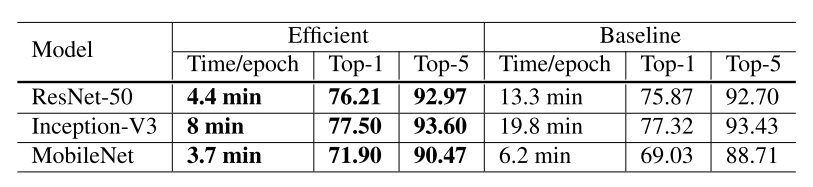 Model Efficient Baseline
Time/epoch Top-1 Top-5 Time/epoch Top-1 Top-5
ResNet-50 4.4 min 76.21 92.97 13.3 min 75.87 92.70
Inception-V3 8 min 77.50 93.60 19.8 min 77.32 93.43
MobileNet 3.7 min 71.90 90.47 6.2 min 69.03 88.71